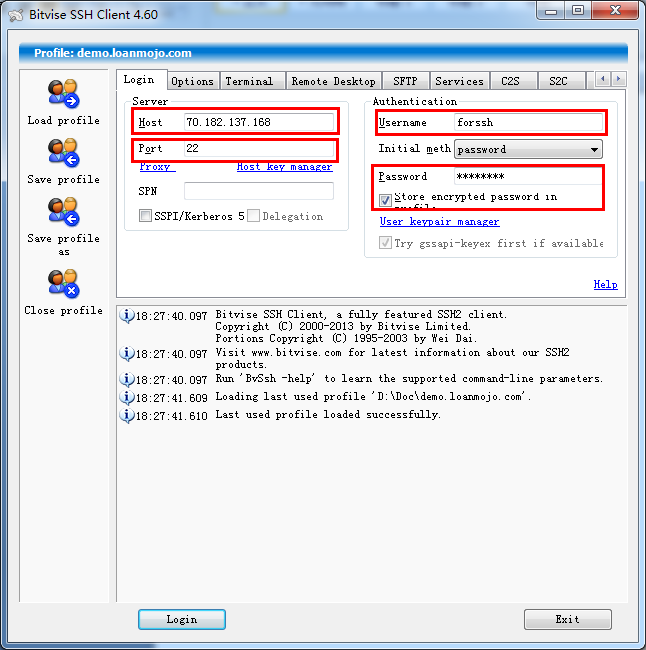 Bitvise SSH Client 4.60
Profile: demo.loanmojo.com
Load profile
Save profile
Save profile
as
Close profile
Login Options Terminal Remote Desktop SFTP Services C2S S2C
Server
Host 70.182.137.168
Port 22
Proxy Host key manager
SPN
SSPI/Kerberos 5 Delegation
Authentication
Username forssh
Initial meth password
Password ********
Store encrypted password in
profile
User keypair manager
Try gssapi-keyex first if available
Help
18:27:40.097 Bitvise SSH Client, a fully featured SSH2 client.
Copyright (C) 2000-2013 by Bitvise Limited.
Portions Copyright (C) 1995-2003 by Wei Dai.
18:27:40.097 Visit www.bitvise.com for latest information about our SSH2
products.
18:27:40.097 Run 'BvSsh -help' to learn the supported command-line parameters.
18:27:41.609 Loading last used profile 'D:\Doc\demo.loanmojo.com'.
18:27:41.610 Last used profile loaded successfully.
Login
Exit